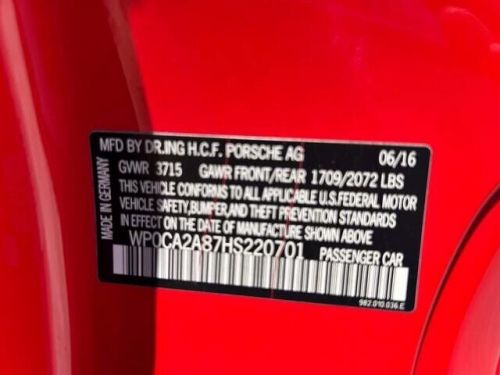 MFD BY DR.ING H.C.F. PORSCHE AG 06/16
GVWR 3715 GAWR FRONT/REAR 1709/2072 LBS
THIS VEHICLE CONFORMS TO ALL APPLICABLE U.S.FEDERAL MOTOR
VEHICLE SAFETY, BUMPER, AND THEFT PREVENTION STANDARDS
IN EFFECT ON THE DATE OF MANUFACTURE SHOWN ABOVE.
WP0CA2A87HS220701 PASSENGER CAR
982.010.036.E
MADE IN GERMANY